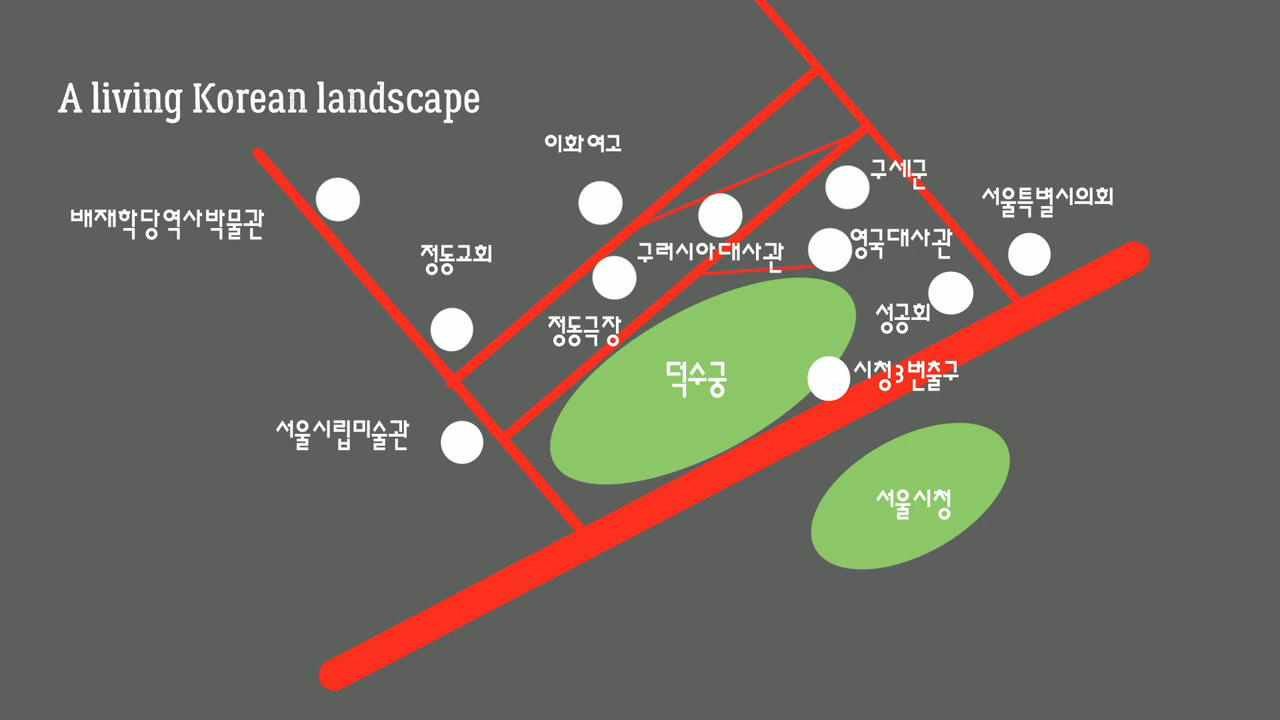 A living Korean landscape
이화여고
구세군
서울특별시의회
배재학당역사박물관
정동교회
구러시아대사관
영국대사관
성공회
정동극장
덕수궁
시청3번출구
서울시립미술관
서울시청